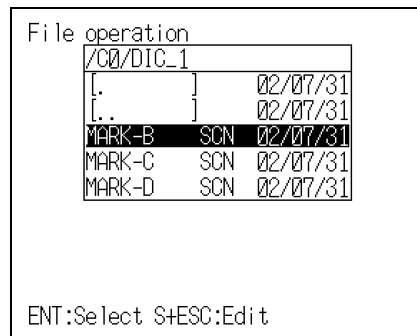 File operation
/C0/DIC_1
[. ] 02/07/31
[.. ] 02/07/31
MARK-B SCN 02/07/31
MARK-C SCN 02/07/31
MARK-D SCN 02/07/31
ENT:Select S+ESC:Edit